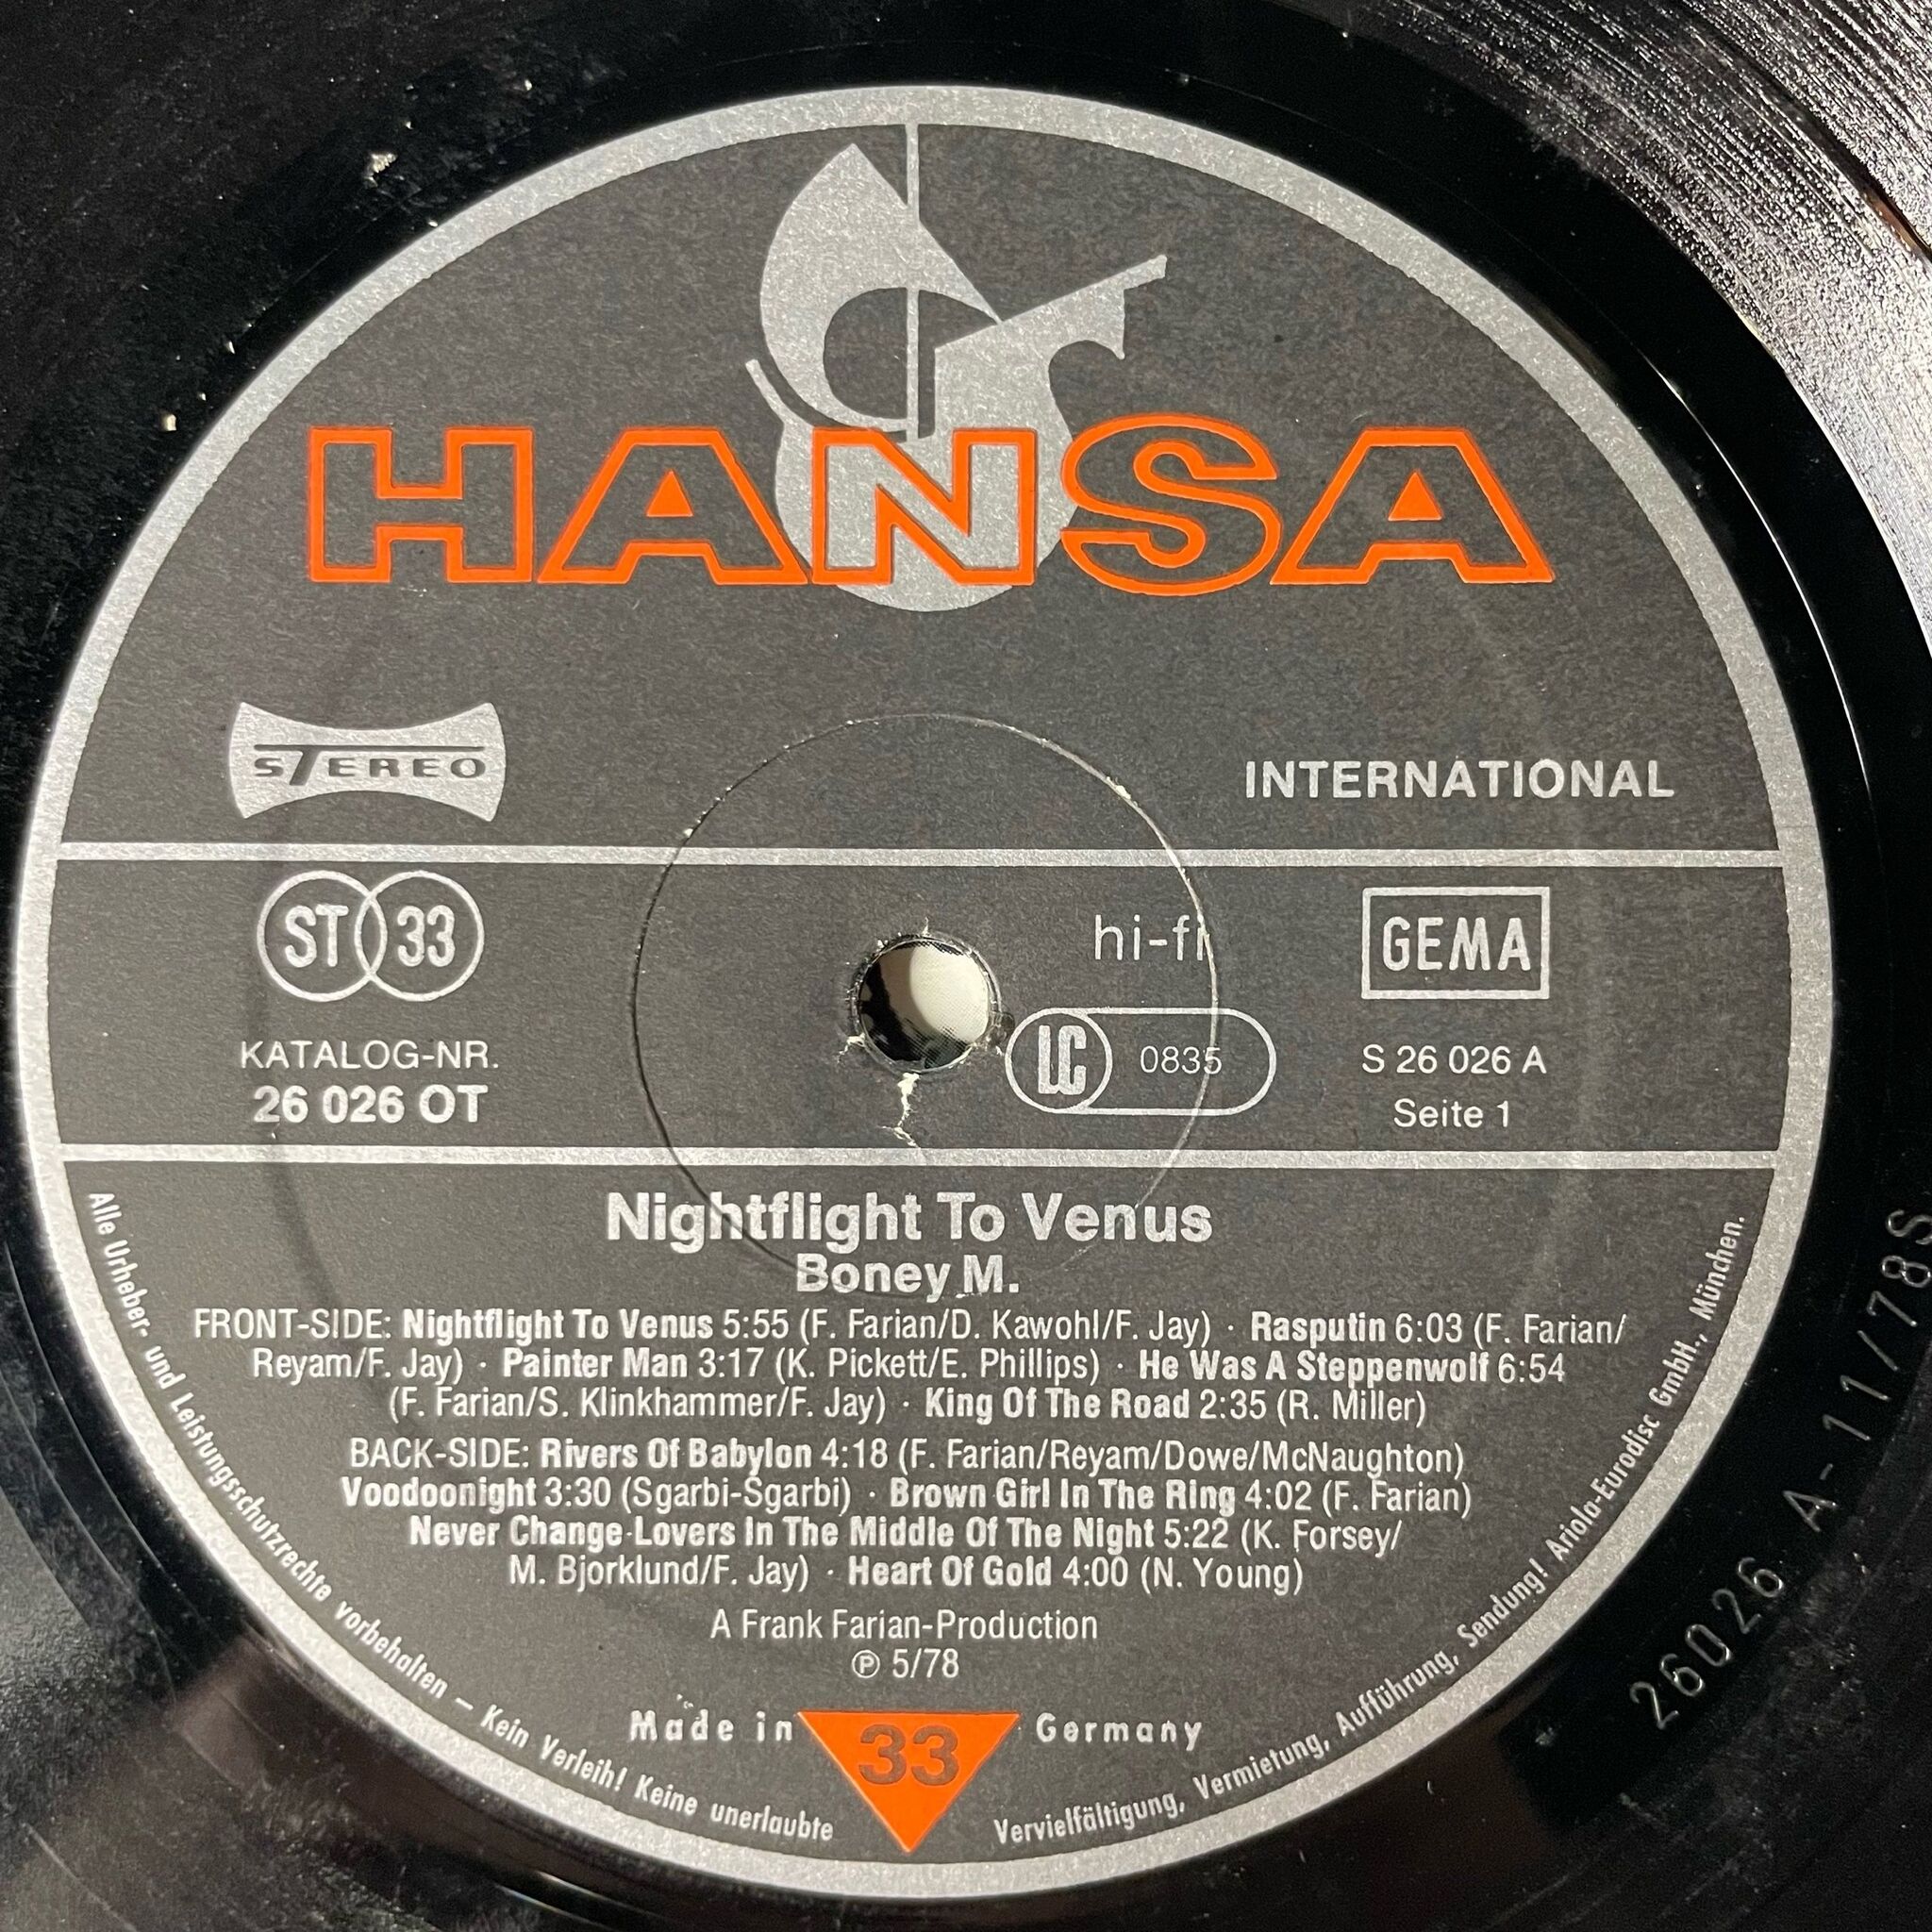 HANSA
STEREO
INTERNATIONAL
ST 33
hi-fi
GEMA
KATALOG-NR.
26 026 OT
LC 0835
S 26 026 A
Seite 1
Nightflight To Venus
Boney M.
FRONT-SIDE: Nightflight To Venus 5:55 (F. Farian/D. Kawohl/F. Jay) · Rasputin 6:03 (F. Farian/
Reyam/F. Jay) · Painter Man 3:17 (K. Pickett/E. Phillips) · He Was A Steppenwolf 6:54
(F. Farian/S. Klinkhammer/F. Jay) · King Of The Road 2:35 (R. Miller)
BACK-SIDE: Rivers Of Babylon 4:18 (F. Farian/Reyam/Dowe/McNaughton)
Voodoonight 3:30 (Sgarbi-Sgarbi) · Brown Girl In The Ring 4:02 (F. Farian)
Never Change Lovers In The Middle Of The Night 5:22 (K. Forsey/
M. Bjorklund/F. Jay) · Heart Of Gold 4:00 (N. Young)
A Frank Farian-Production
℗ 5/78
Made in 33 Germany
Alle Urheber- und Leistungsschutzrechte vorbehalten – Kein Verleih! Keine unerlaubte Vervielfältigung, Vermietung, Aufführung, Sendung! Ariola-Eurodisc GmbH., München.
26026 A-11/78S